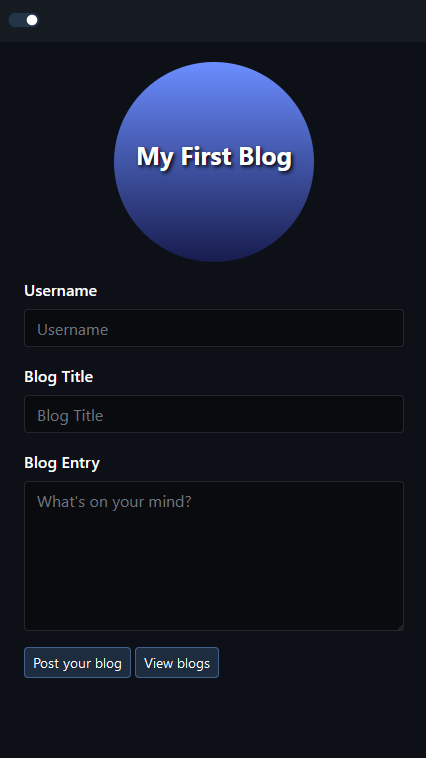 My First Blog
Username
Username
Blog Title
Blog Title
Blog Entry
What's on your mind?
Post your blog View blogs